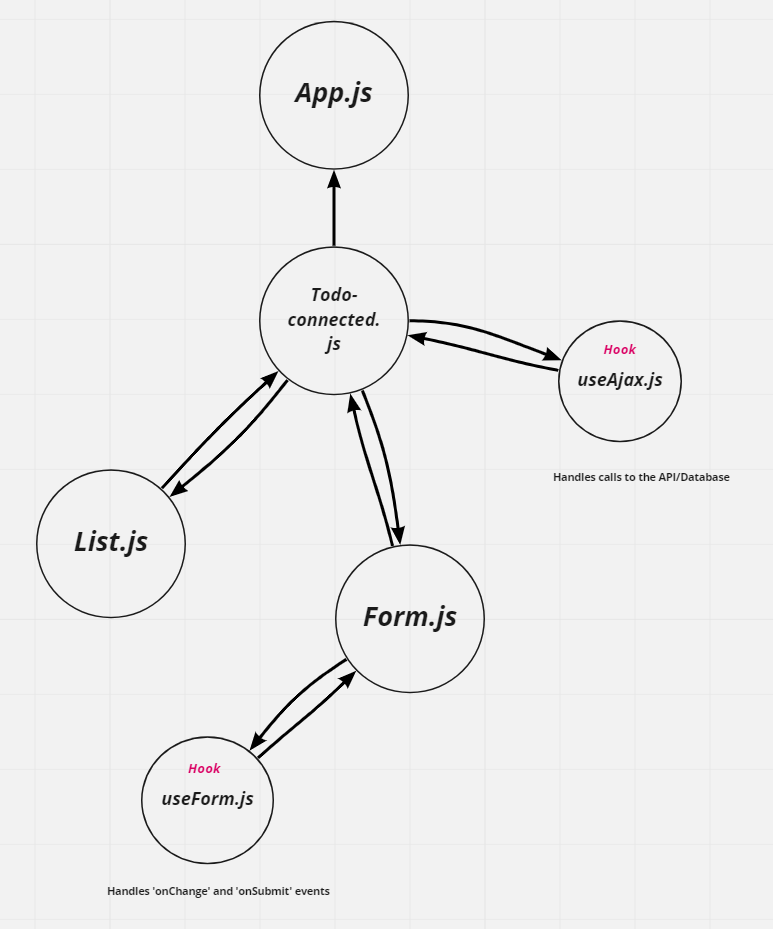 App.js
Todo-
connected.
js
Hook
useAjax.js
Handles calls to the API/Database
List.js
Form.js
Hook
useForm.js
Handles 'onChange' and 'onSubmit' events